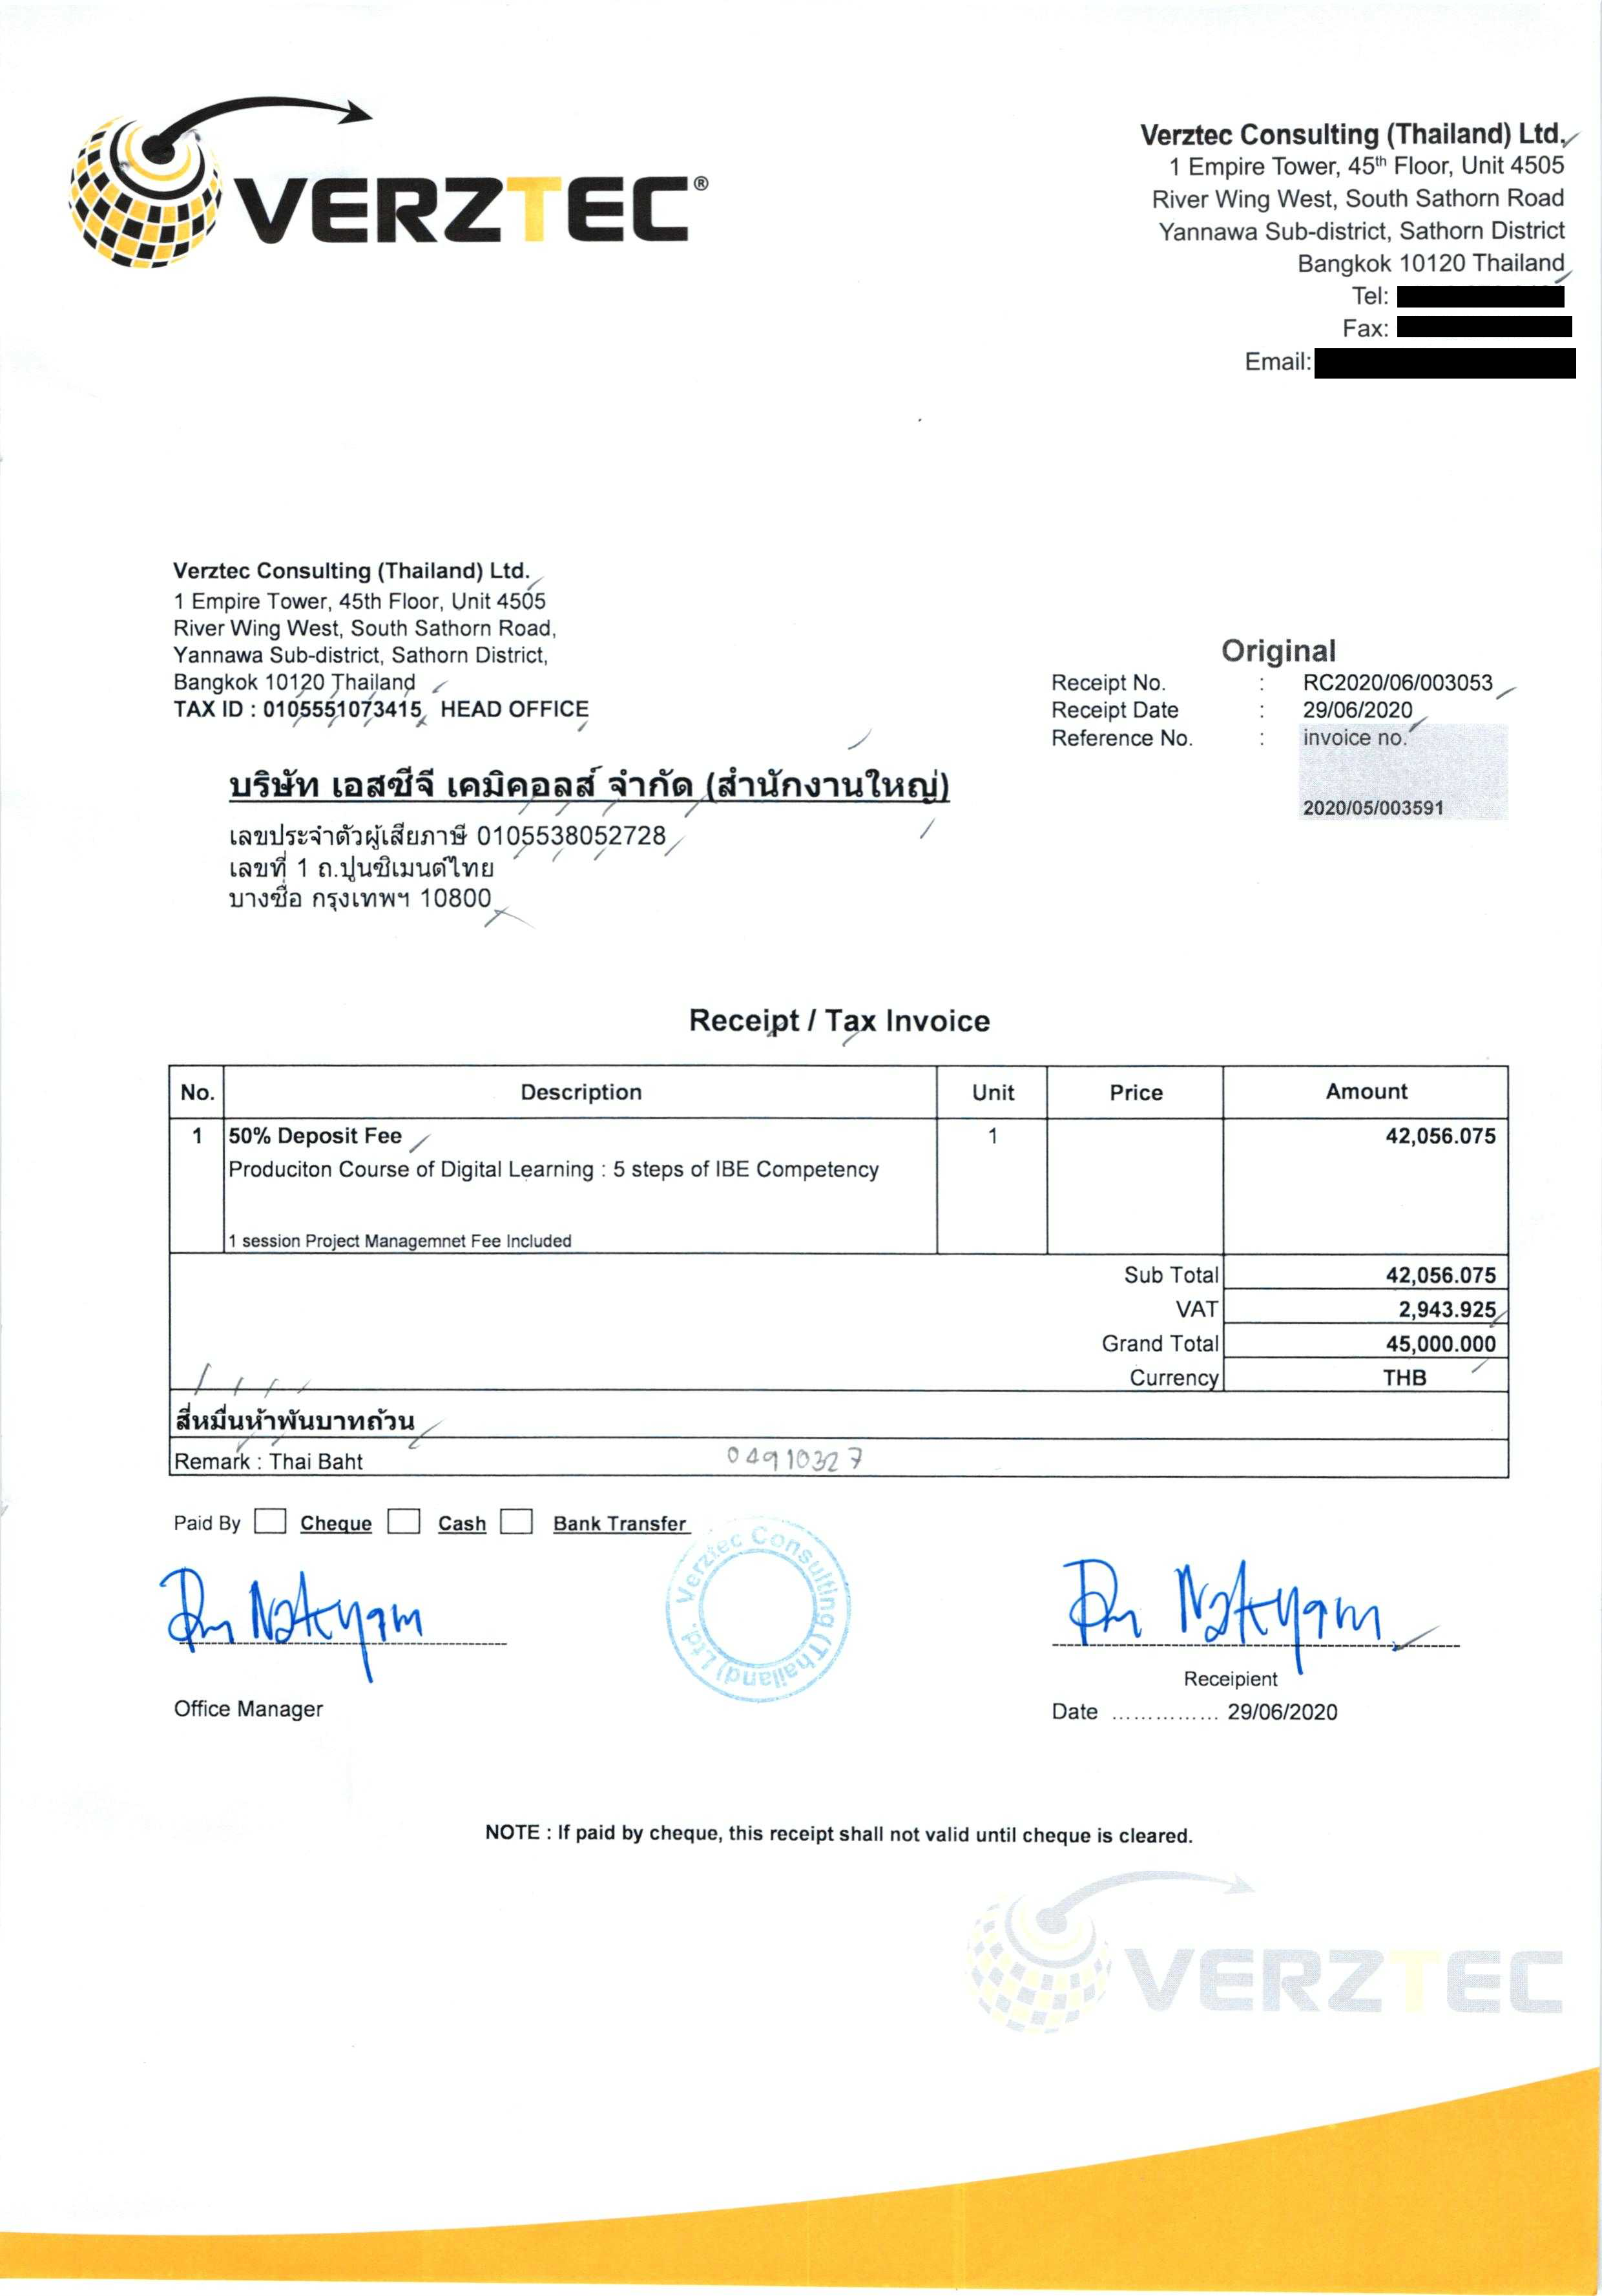 VERZTEC®
Verztec Consulting (Thailand) Ltd.
1 Empire Tower, 45th Floor, Unit 4505
River Wing West, South Sathorn Road
Yannawa Sub-district, Sathorn District
Bangkok 10120 Thailand
Tel:
Fax:
Email:
Verztec Consulting (Thailand) Ltd.
1 Empire Tower, 45th Floor, Unit 4505
River Wing West, South Sathorn Road,
Yannawa Sub-district, Sathorn District,
Bangkok 10120 Thailand
TAX ID : 0105551073415 HEAD OFFICE
Original
Receipt No. : RC2020/06/003053
Receipt Date : 29/06/2020
Reference No. : invoice no.
2020/05/003591
บริษัท เอสซีจี เคมิคอลส์ จำกัด (สำนักงานใหญ่)
เลขประจำตัวผู้เสียภาษี 0105538052728
เลขที่ 1 ถ.ปูนซิเมนต์ไทย
บางซื่อ กรุงเทพฯ 10800
Receipt / Tax Invoice
No. Description Unit Price Amount
1 50% Deposit Fee 1 42,056.075
Produciton Course of Digital Learning : 5 steps of IBE Competency
1 session Project Managemnet Fee Included
Sub Total 42,056.075
VAT 2,943.925
Grand Total 45,000.000
Currency THB
สี่หมื่นห้าพันบาทถ้วน
Remark : Thai Baht 04910327
Paid By Cheque Cash Bank Transfer
Verztec Consulting (Thailand) Ltd.
Office Manager
Receipient
Date ............... 29/06/2020
NOTE : If paid by cheque, this receipt shall not valid until cheque is cleared.
VERZTEC